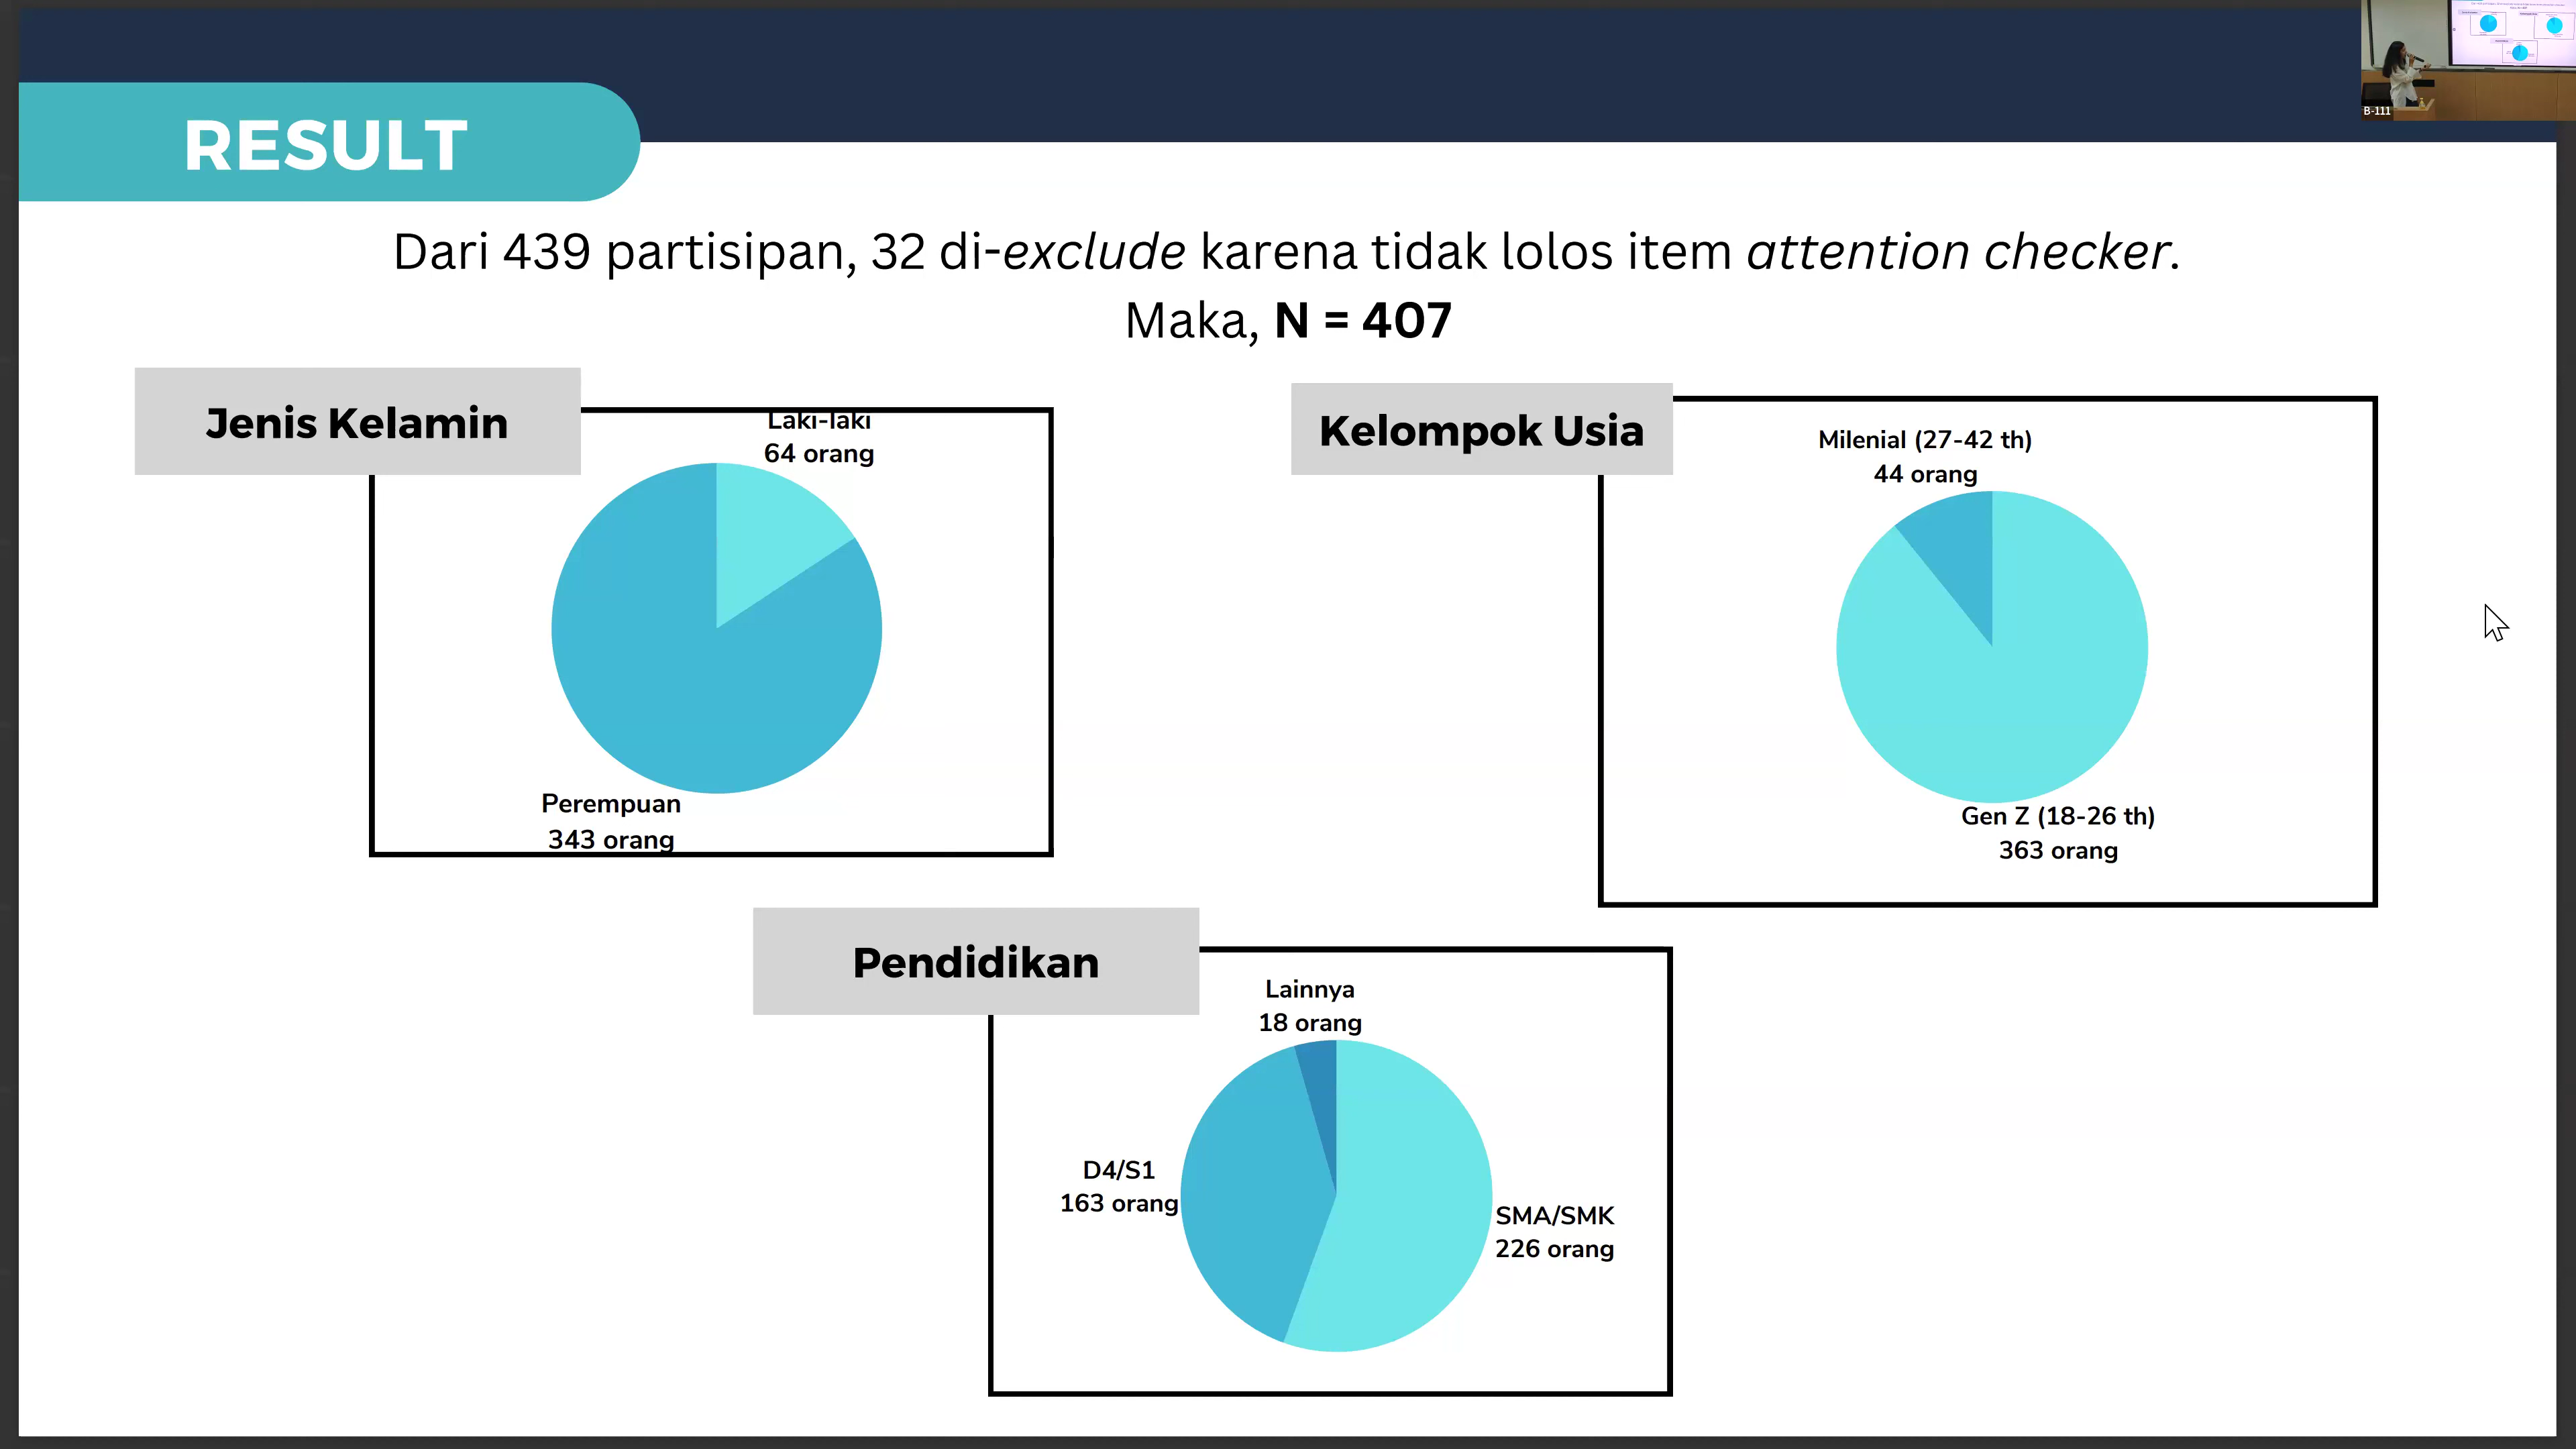 RESULT
Dari 439 partisipan, 32 di-exclude karena tidak lolos item attention checker.
Maka, N = 407
Jenis Kelamin
Laki-laki
64 orang
Perempuan
343 orang
Kelompok Usia
Milenial (27-42 th)
44 orang
Gen Z (18-26 th)
363 orang
Pendidikan
Lainnya
18 orang
D4/S1
163 orang
SMA/SMK
226 orang
B-111